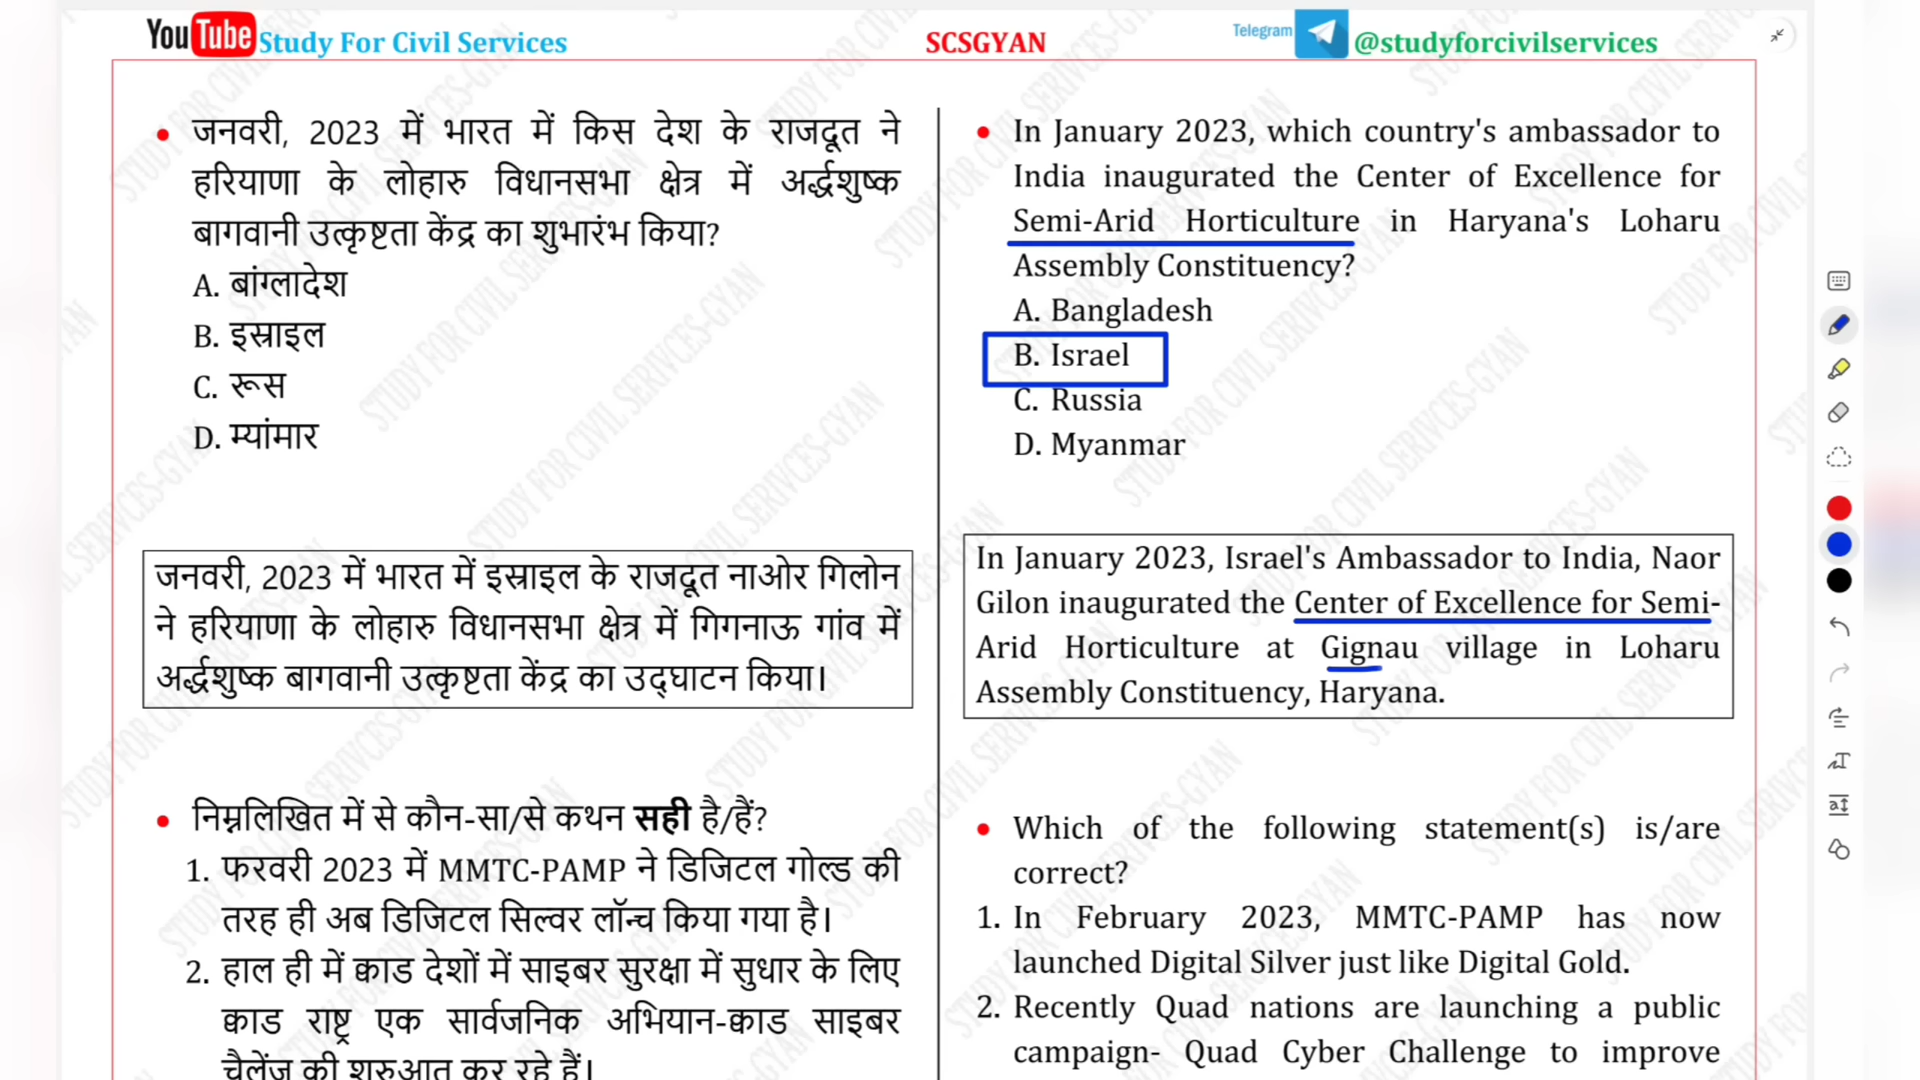 YouTube Study For Civil Services
SCSGYAN
Telegram @studyforcivilservices
जनवरी, 2023 में भारत में किस देश के राजदूत ने
हरियाणा के लोहारु विधानसभा क्षेत्र में अर्द्धशुष्क
बागवानी उत्कृष्टता केंद्र का शुभारंभ किया?
A. बांग्लादेश
B. इस्राइल
C. रूस
D. म्यांमार
जनवरी, 2023 में भारत में इस्राइल के राजदूत नाओर गिलोन
ने हरियाणा के लोहारु विधानसभा क्षेत्र में गिगनाऊ गांव में
अर्द्धशुष्क बागवानी उत्कृष्टता केंद्र का उद्घाटन किया।
निम्नलिखित में से कौन-सा/से कथन सही है/हैं?
1. फरवरी 2023 में MMTC-PAMP ने डिजिटल गोल्ड की
तरह ही अब डिजिटल सिल्वर लॉन्च किया गया है।
2. हाल ही में क्वाड देशों में साइबर सुरक्षा में सुधार के लिए
क्वाड राष्ट्र एक सार्वजनिक अभियान-क्वाड साइबर
चैलेंज की शुरुआत कर रहे हैं।
In January 2023, which country's ambassador to
India inaugurated the Center of Excellence for
Semi-Arid Horticulture in Haryana's Loharu
Assembly Constituency?
A. Bangladesh
B. Israel
C. Russia
D. Myanmar
In January 2023, Israel's Ambassador to India, Naor
Gilon inaugurated the Center of Excellence for Semi-
Arid Horticulture at Gignau village in Loharu
Assembly Constituency, Haryana.
Which of the following statement(s) is/are
correct?
1. In February 2023, MMTC-PAMP has now
launched Digital Silver just like Digital Gold.
2. Recently Quad nations are launching a public
campaign- Quad Cyber Challenge to improve
STUDY FOR CIVIL SERIVCES-GYAN